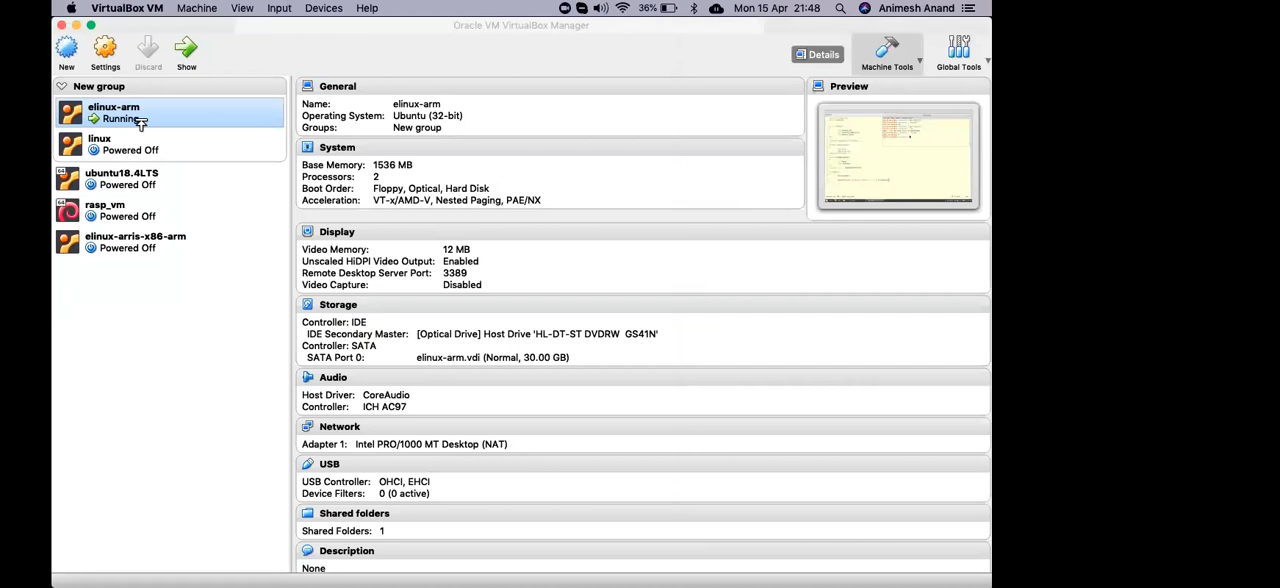 VirtualBox VM Machine View Input Devices Help 36% Mon 15 Apr 21:48 Animesh Anand
Oracle VM VirtualBox Manager
New Settings Discard Show Details Machine Tools Global Tools
New group
elinux-arm
Running
linux
Powered Off
64 ubuntu18.4LTS
Powered Off
64 rasp_vm
Powered Off
elinux-arris-x86-arm
Powered Off
General
Name: elinux-arm
Operating System: Ubuntu (32-bit)
Groups: New group
System
Base Memory: 1536 MB
Processors: 2
Boot Order: Floppy, Optical, Hard Disk
Acceleration: VT-x/AMD-V, Nested Paging, PAE/NX
Display
Video Memory: 12 MB
Unscaled HiDPI Video Output: Enabled
Remote Desktop Server Port: 3389
Video Capture: Disabled
Storage
Controller: IDE
IDE Secondary Master: [Optical Drive] Host Drive 'HL-DT-ST DVDRW GS41N'
Controller: SATA
SATA Port 0: elinux-arm.vdi (Normal, 30.00 GB)
Audio
Host Driver: CoreAudio
Controller: ICH AC97
Network
Adapter 1: Intel PRO/1000 MT Desktop (NAT)
USB
USB Controller: OHCI, EHCI
Device Filters: 0 (0 active)
Shared folders
Shared Folders: 1
Description
None
Preview